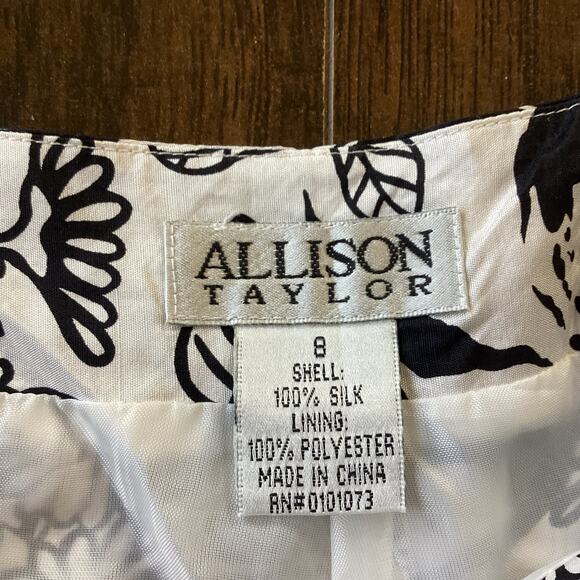 ALLISON
TAYLOR
8
SHELL:
100% SILK
LINING:
100% POLYESTER
MADE IN CHINA
RN#0101073